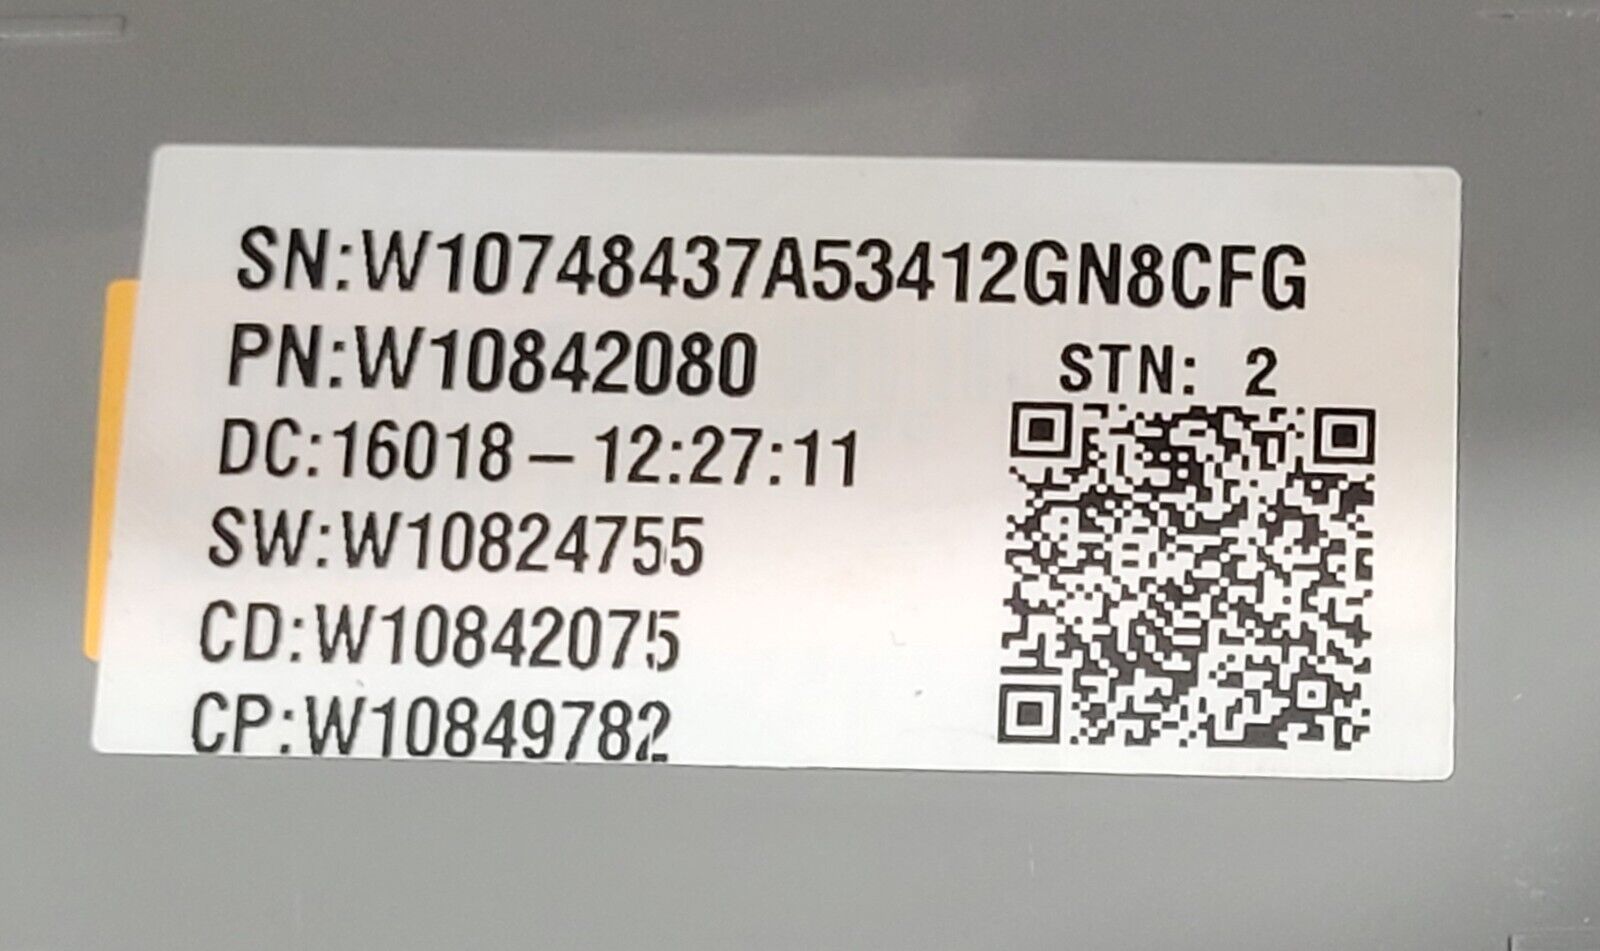 SN:W10748437A53412GN8CFG
PN:W10842080
STN: 2
DC:16018 – 12:27:11
SW:W10824755
CD:W10842075
CP:W10849782